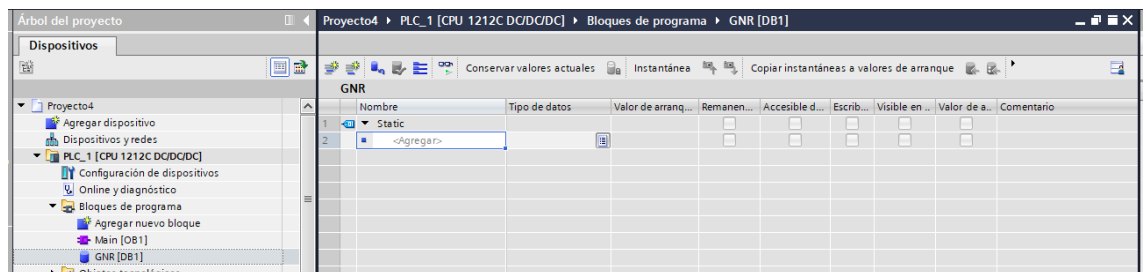 Árbol del proyecto
Proyecto4 ▸ PLC_1 [CPU 1212C DC/DC/DC] ▸ Bloques de programa ▸ GNR [DB1]
Dispositivos
Conservar valores actuales Instantánea Copiar instantáneas a valores de arranque
GNR
Nombre Tipo de datos Valor de arranq... Remanen... Accesible d... Escrib... Visible en .. Valor de a.. Comentario
1 Static
2 <Agregar>
Proyecto4
Agregar dispositivo
Dispositivos y redes
PLC_1 [CPU 1212C DC/DC/DC]
Configuración de dispositivos
Online y diagnóstico
Bloques de programa
Agregar nuevo bloque
Main [OB1]
GNR [DB1]
Objetos tecnológicos